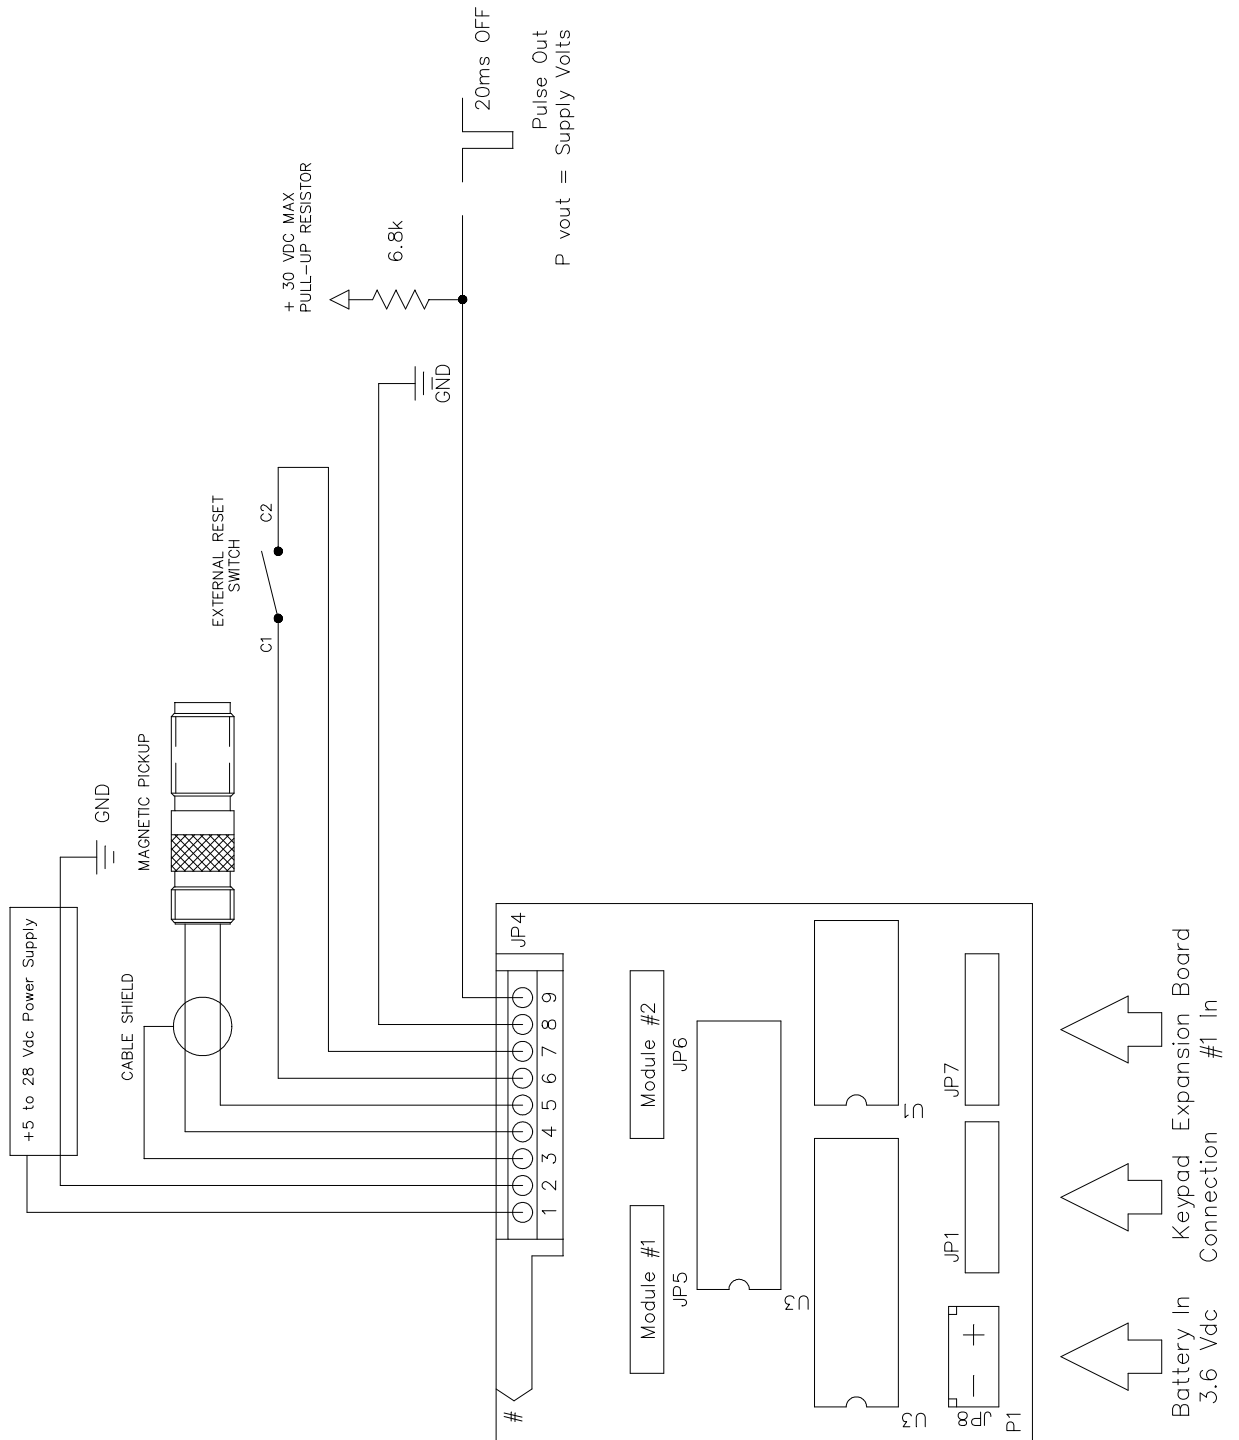 20ms OFF
Pulse Out
P vout = Supply Volts
+ 30 VDC MAX
PULL-UP RESISTOR
6.8k
GND
EXTERNAL RESET
SWITCH
C1
C2
MAGNETIC PICKUP
GND
+5 to 28 Vdc Power Supply
CABLE SHIELD
JP4
1 2 3 4 5 6 7 8 9
#
Module #1
JP5
Module #2
JP6
U3
U3
U1
JP8
P1
JP1
JP7
Battery In
3.6 Vdc
Keypad
Connection
Expansion Board
#1 In